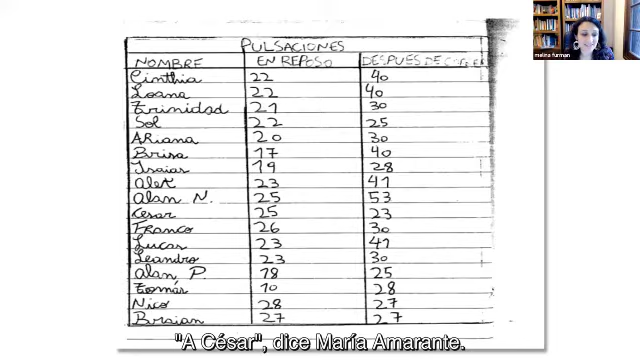 PULSACIONES
NOMBRE EN REPOSO DESPUES DE CORRER
Cinthia 22 40
Loana 22 40
Trinidad 21 30
Sol 22 25
ARiana 20 30
Brisa 17 40
Isaias 19 28
Alex 23 41
Alan N. 25 53
Cesar 25 23
Franco 26 30
Lucas 23 41
Leandro 23 30
Alan P. 18 25
Tomás 10 28
Nico 28 27
Braian 27 27
"A César", dice María Amarante.
melina furman